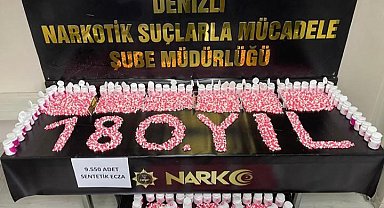 DENİZLİ
NARKOTİK SUÇLARLA MÜCADELE
ŞUBE MÜDÜRLÜĞÜ
180.YIL
9.550 ADET
SENTETİK ECZA
NARKO